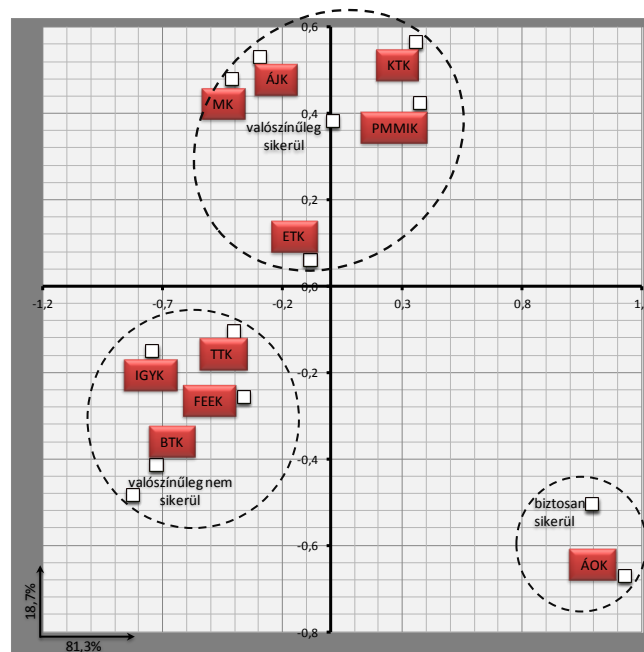 0,6
KTK
ÁJK
MK
0,4
valószínűleg
sikerül
PMMIK
0,2
ETK
0,0
-1,2
-0,7
-0,2
0,3
0,8
1,
TTK
IGYK
-0,2
FEEK
BTK
-0,4
valószínűleg nem
sikerül
biztosan
sikerül
-0,6
ÁOK
18,7%
81,3%
-0,8